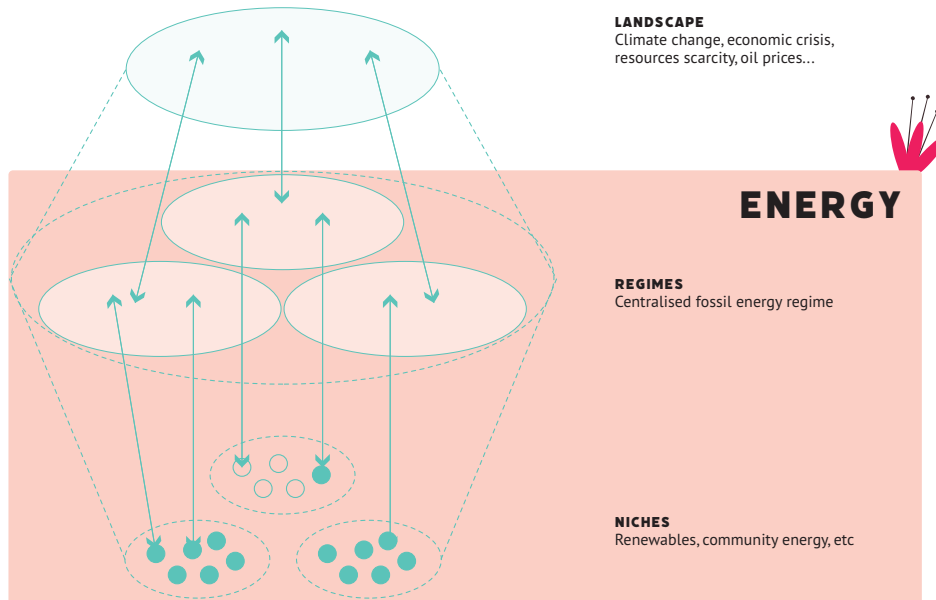 LANDSCAPE
Climate change, economic crisis,
resources scarcity, oil prices...
ENERGY
REGIMES
Centralised fossil energy regime
NICHES
Renewables, community energy, etc